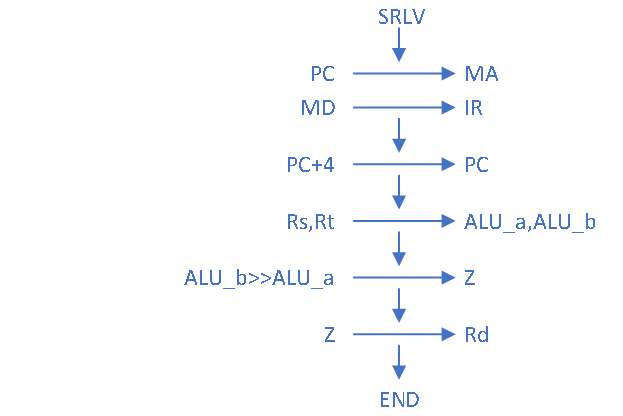 SRLV
PC MA
MD IR
PC+4 PC
Rs,Rt ALU_a,ALU_b
ALU_b>>ALU_a Z
Z Rd
END